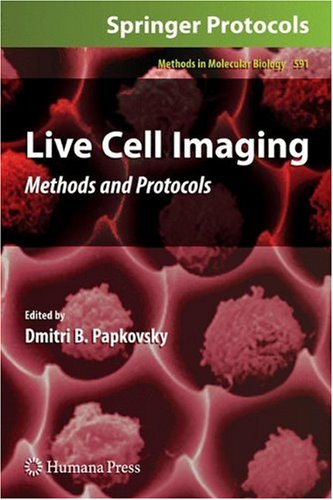 Springer Protocols
Methods in Molecular Biology 591
Live Cell Imaging
Methods and Protocols
Edited by
Dmitri B. Papkovsky
Humana Press